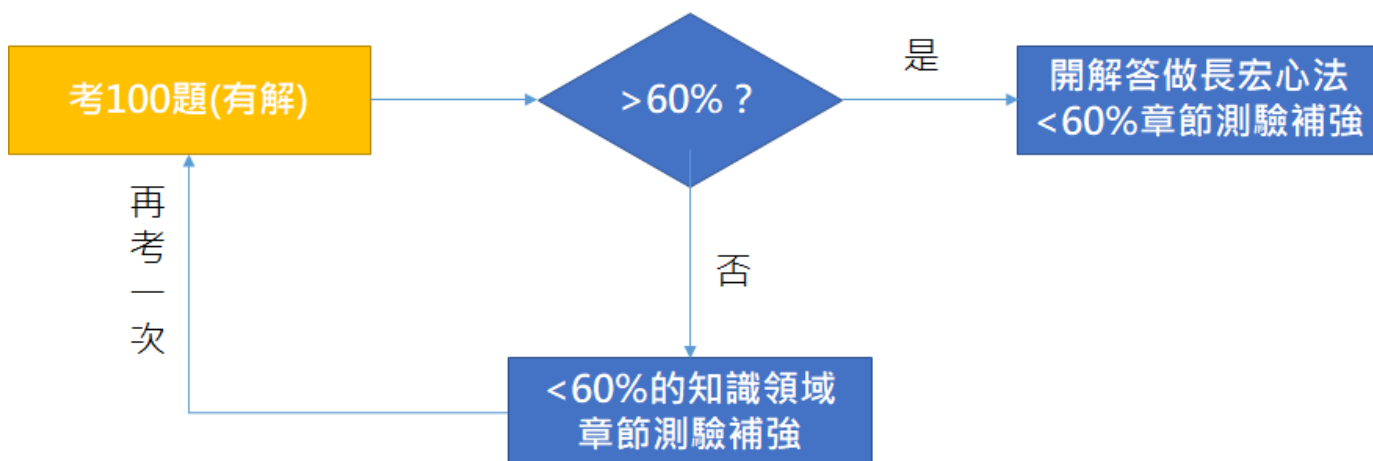 考100題(有解)
>60%？
是
開解答做長宏心法
<60%章節測驗補強
再考一次
否
<60%的知識領域
章節測驗補強